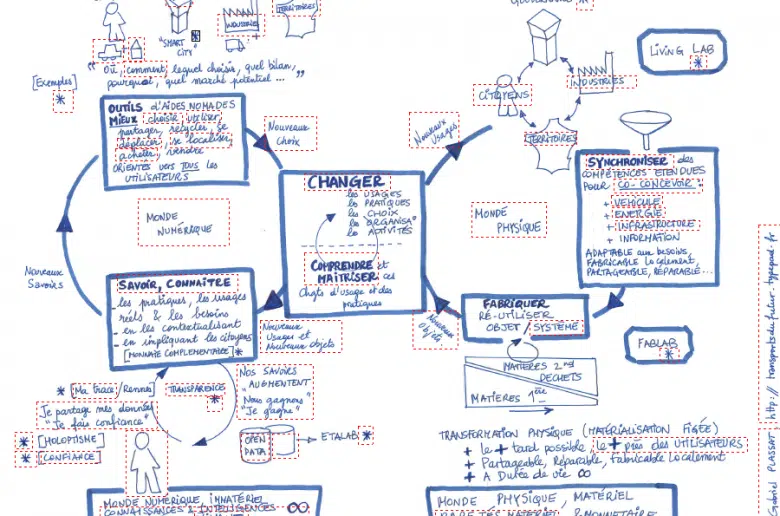 TERRITOIRES
INDUSTRIES
"SMART
CITY"
"Où, comment, lequel choisir, quel bilan,
pourquoi, quel marché potentiel ... "
[Exemples]
*
OUTILS d'AIDES NOMADES
MIEUX choisir utiliser,
partager, recycler, se
déplacer, se localiser,
acheter, vendre
ORIENTÉS vers TOUS les
UTILISATEURS
Nouveaux
choix
Nouveaux
Usages
GOUVERNANCE *
CITOYENS
INDUSTRIES
TERRITOIRES
LIVING LAB
*
MONDE
NUMÉRIQUE
CHANGER
les USAGES
les PRATIQUES
les CHOIX
les ORGANISA°
les ACTIVITÉS
COMPRENDRE et
MAÎTRISER ces
Chgts d'usage et des
pratiques
MONDE
PHYSIQUE
SYNCHRONISER des
COMPÉTENCES ÉTENDUES
POUR CO-CONCEVOIR :
+ VÉHICULE
+ ENERGIE
+ INFRASTRUCTURE
+ INFORMATION
ADAPTABLE aux besoins,
FABRICABLE localement,
PARTAGEABLE, RÉPARABLE...
Nouveaux
Savoirs
SAVOIR, CONNAÎTRE
_ les pratiques, les usages
réels & les besoins
_ en les contextualisant
_ en impliquant les citoyens
[MONNAIE COMPLÉMENTAIRE *]
Nouveaux
Usages et
Nouveaux objets
Nouveaux
Objets
FABRIQUER
RÉ-UTILISER
OBJET/SYSTÈME
FABLAB
*
MATIÈRES 2nd
DÉCHETS
MATIÈRES 1ère
* [Ma trace/Rennes]
TRANSPARENCE
*
Nos SAVOIRS
AUGMENTENT
"Nous gagnons"
"Je gagne"
Je partage mes données
"Je fais confiance"
* [HOLOPTISME]
* [CONFIANCE]
OPEN
DATA
ETALAB *
TRANSFORMATION PHYSIQUE (MATÉRIALISATION FIGÉE)
+ le + tard possible, le + près des UTILISATEURS
+ Partageable, Réparable, Fabricable Localement
+ A Durée de vie ∞
MONDE NUMÉRIQUE, IMMATÉRIEL
CONNAISSANCES & INTELLIGENCES ∞
MONDE PHYSIQUE, MATÉRIEL
Gabriel PLASSAT http://transportsdufutur.typepad.fr